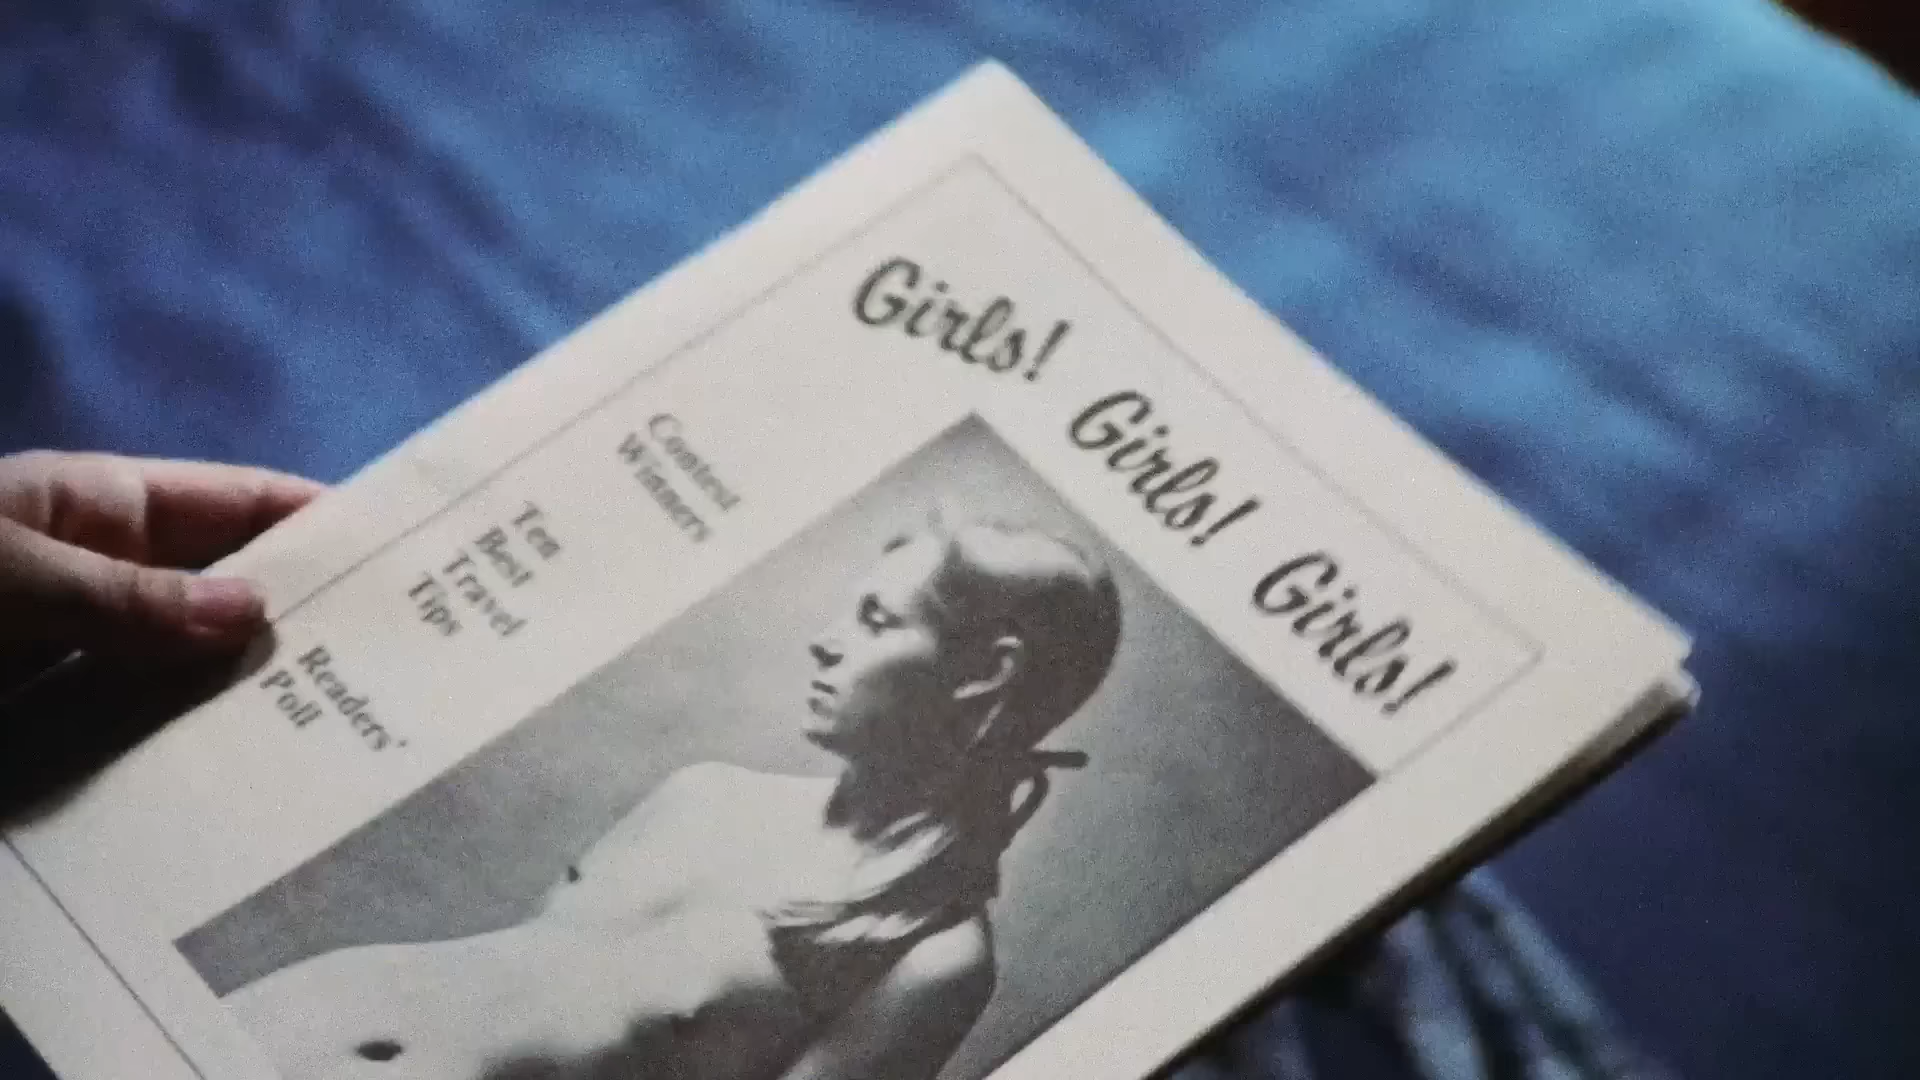 Girls! Girls! Girls!
Contest
Winners
Ten
Best
Travel
Tips
Readers'
Poll